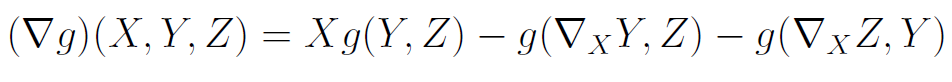 (∇g)(X, Y, Z) = Xg(Y, Z) − g(∇_X Y, Z) − g(∇_X Z, Y)